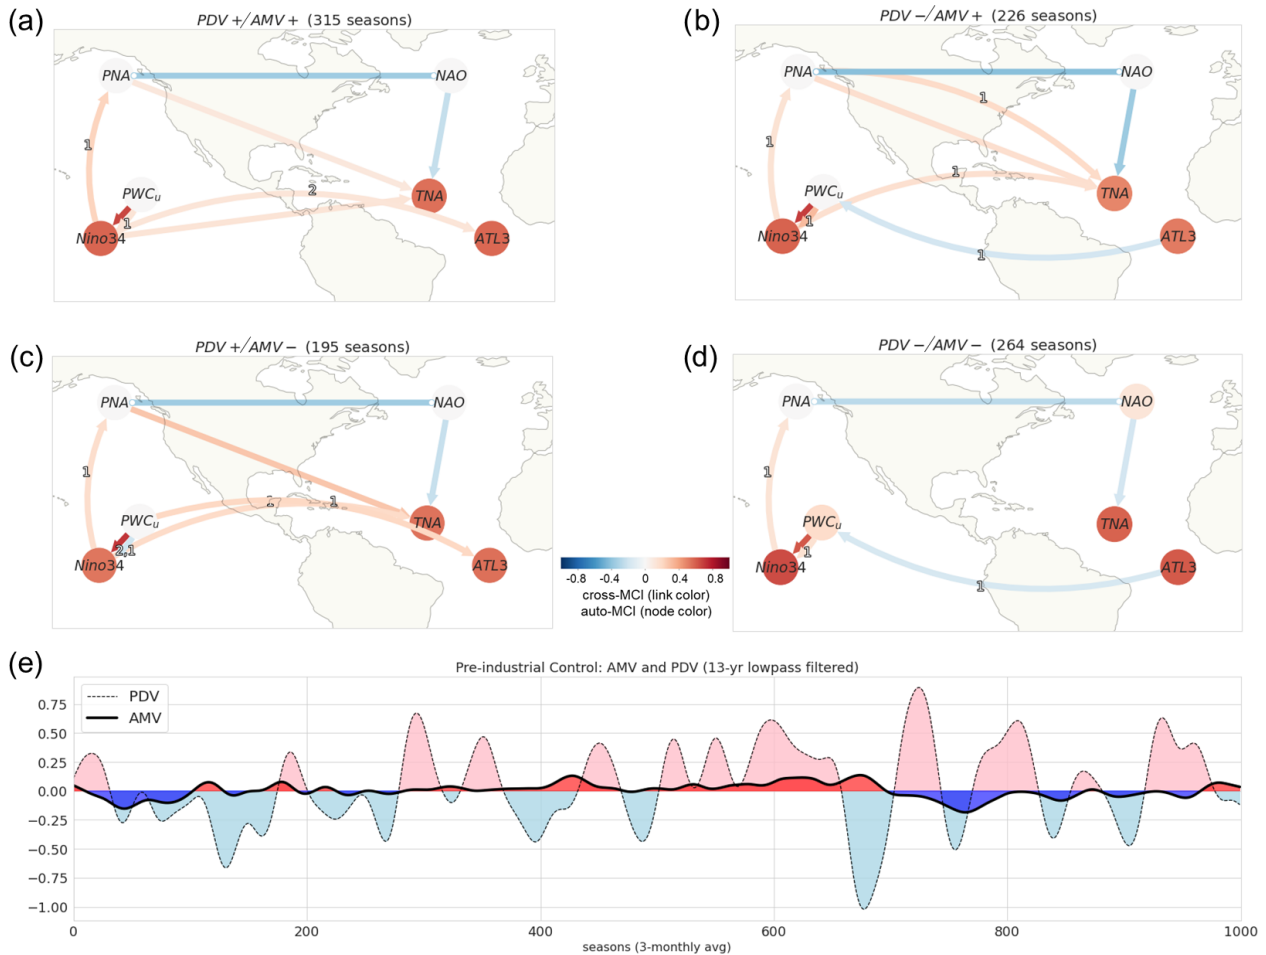 (a)
PDV+/AMV+ (315 seasons)
PNA
NAO
1
PWCu
2
TNA
1
Nino34
ATL3
(b)
PDV−/AMV+ (226 seasons)
PNA
NAO
1
1
1
PWCu
TNA
1
Nino34
ATL3
1
(c)
PDV+/AMV− (195 seasons)
PNA
NAO
1
1
1
PWCu
TNA
2,1
Nino34
ATL3
(d)
PDV−/AMV− (264 seasons)
PNA
NAO
1
PWCu
TNA
1
Nino34
ATL3
1
-0.8 -0.4 0 0.4 0.8
cross-MCI (link color)
auto-MCI (node color)
(e)
Pre-industrial Control: AMV and PDV (13-yr lowpass filtered)
PDV
AMV
0.75
0.50
0.25
0.00
−0.25
−0.50
−0.75
−1.00
0 200 400 600 800 1000
seasons (3-monthly avg)